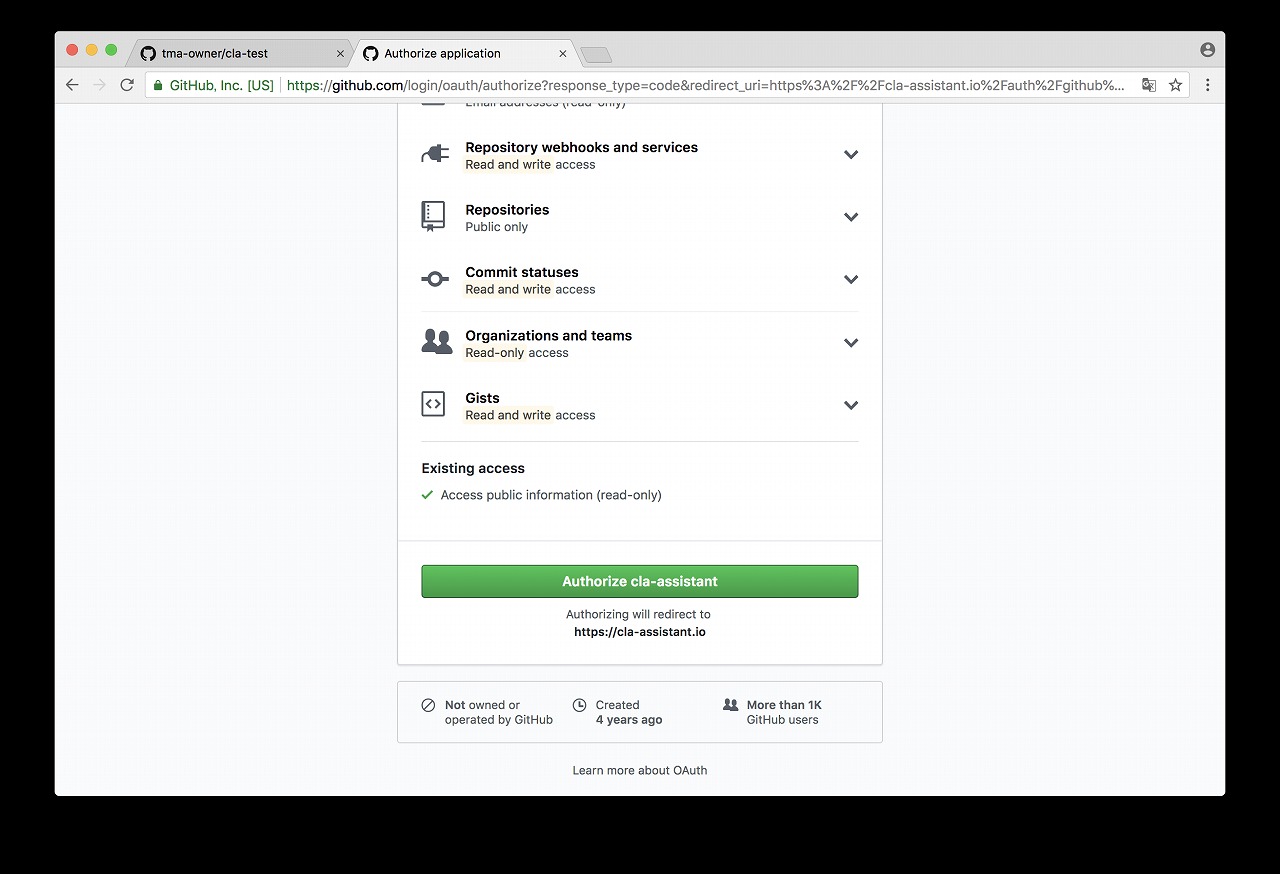 tma-owner/cla-test
Authorize application
GitHub, Inc. [US]
https://github.com/login/oauth/authorize?response_type=code&redirect_uri=https%3A%2F%2Fcla-assistant.io%2Fauth%2Fgithub%...
Email addresses (read-only)
Repository webhooks and services
Read and write access
Repositories
Public only
Commit statuses
Read and write access
Organizations and teams
Read-only access
Gists
Read and write access
Existing access
Access public information (read-only)
Authorize cla-assistant
Authorizing will redirect to
https://cla-assistant.io
Not owned or
operated by GitHub
Created
4 years ago
More than 1K
GitHub users
Learn more about OAuth